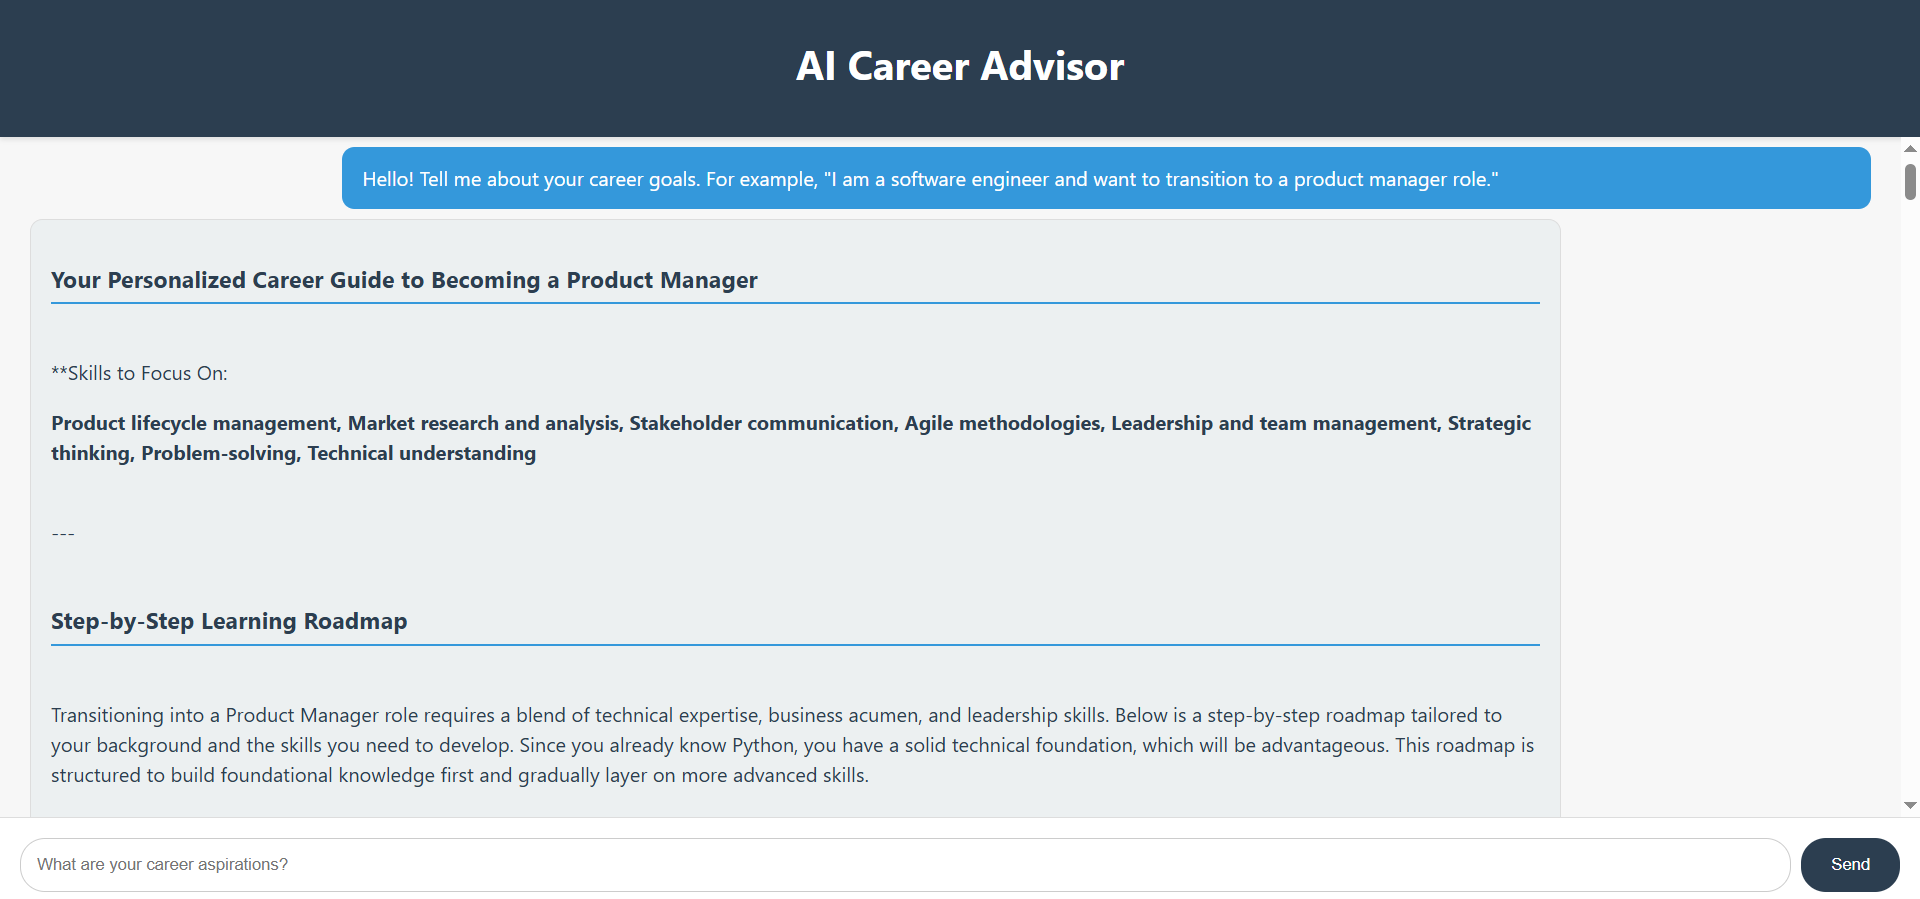 AI Career Advisor
Hello! Tell me about your career goals. For example, "I am a software engineer and want to transition to a product manager role."
Your Personalized Career Guide to Becoming a Product Manager
**Skills to Focus On:
Product lifecycle management, Market research and analysis, Stakeholder communication, Agile methodologies, Leadership and team management, Strategic
thinking, Problem-solving, Technical understanding
---
Step-by-Step Learning Roadmap
Transitioning into a Product Manager role requires a blend of technical expertise, business acumen, and leadership skills. Below is a step-by-step roadmap tailored to
your background and the skills you need to develop. Since you already know Python, you have a solid technical foundation, which will be advantageous. This roadmap is
structured to build foundational knowledge first and gradually layer on more advanced skills.
What are your career aspirations?
Send